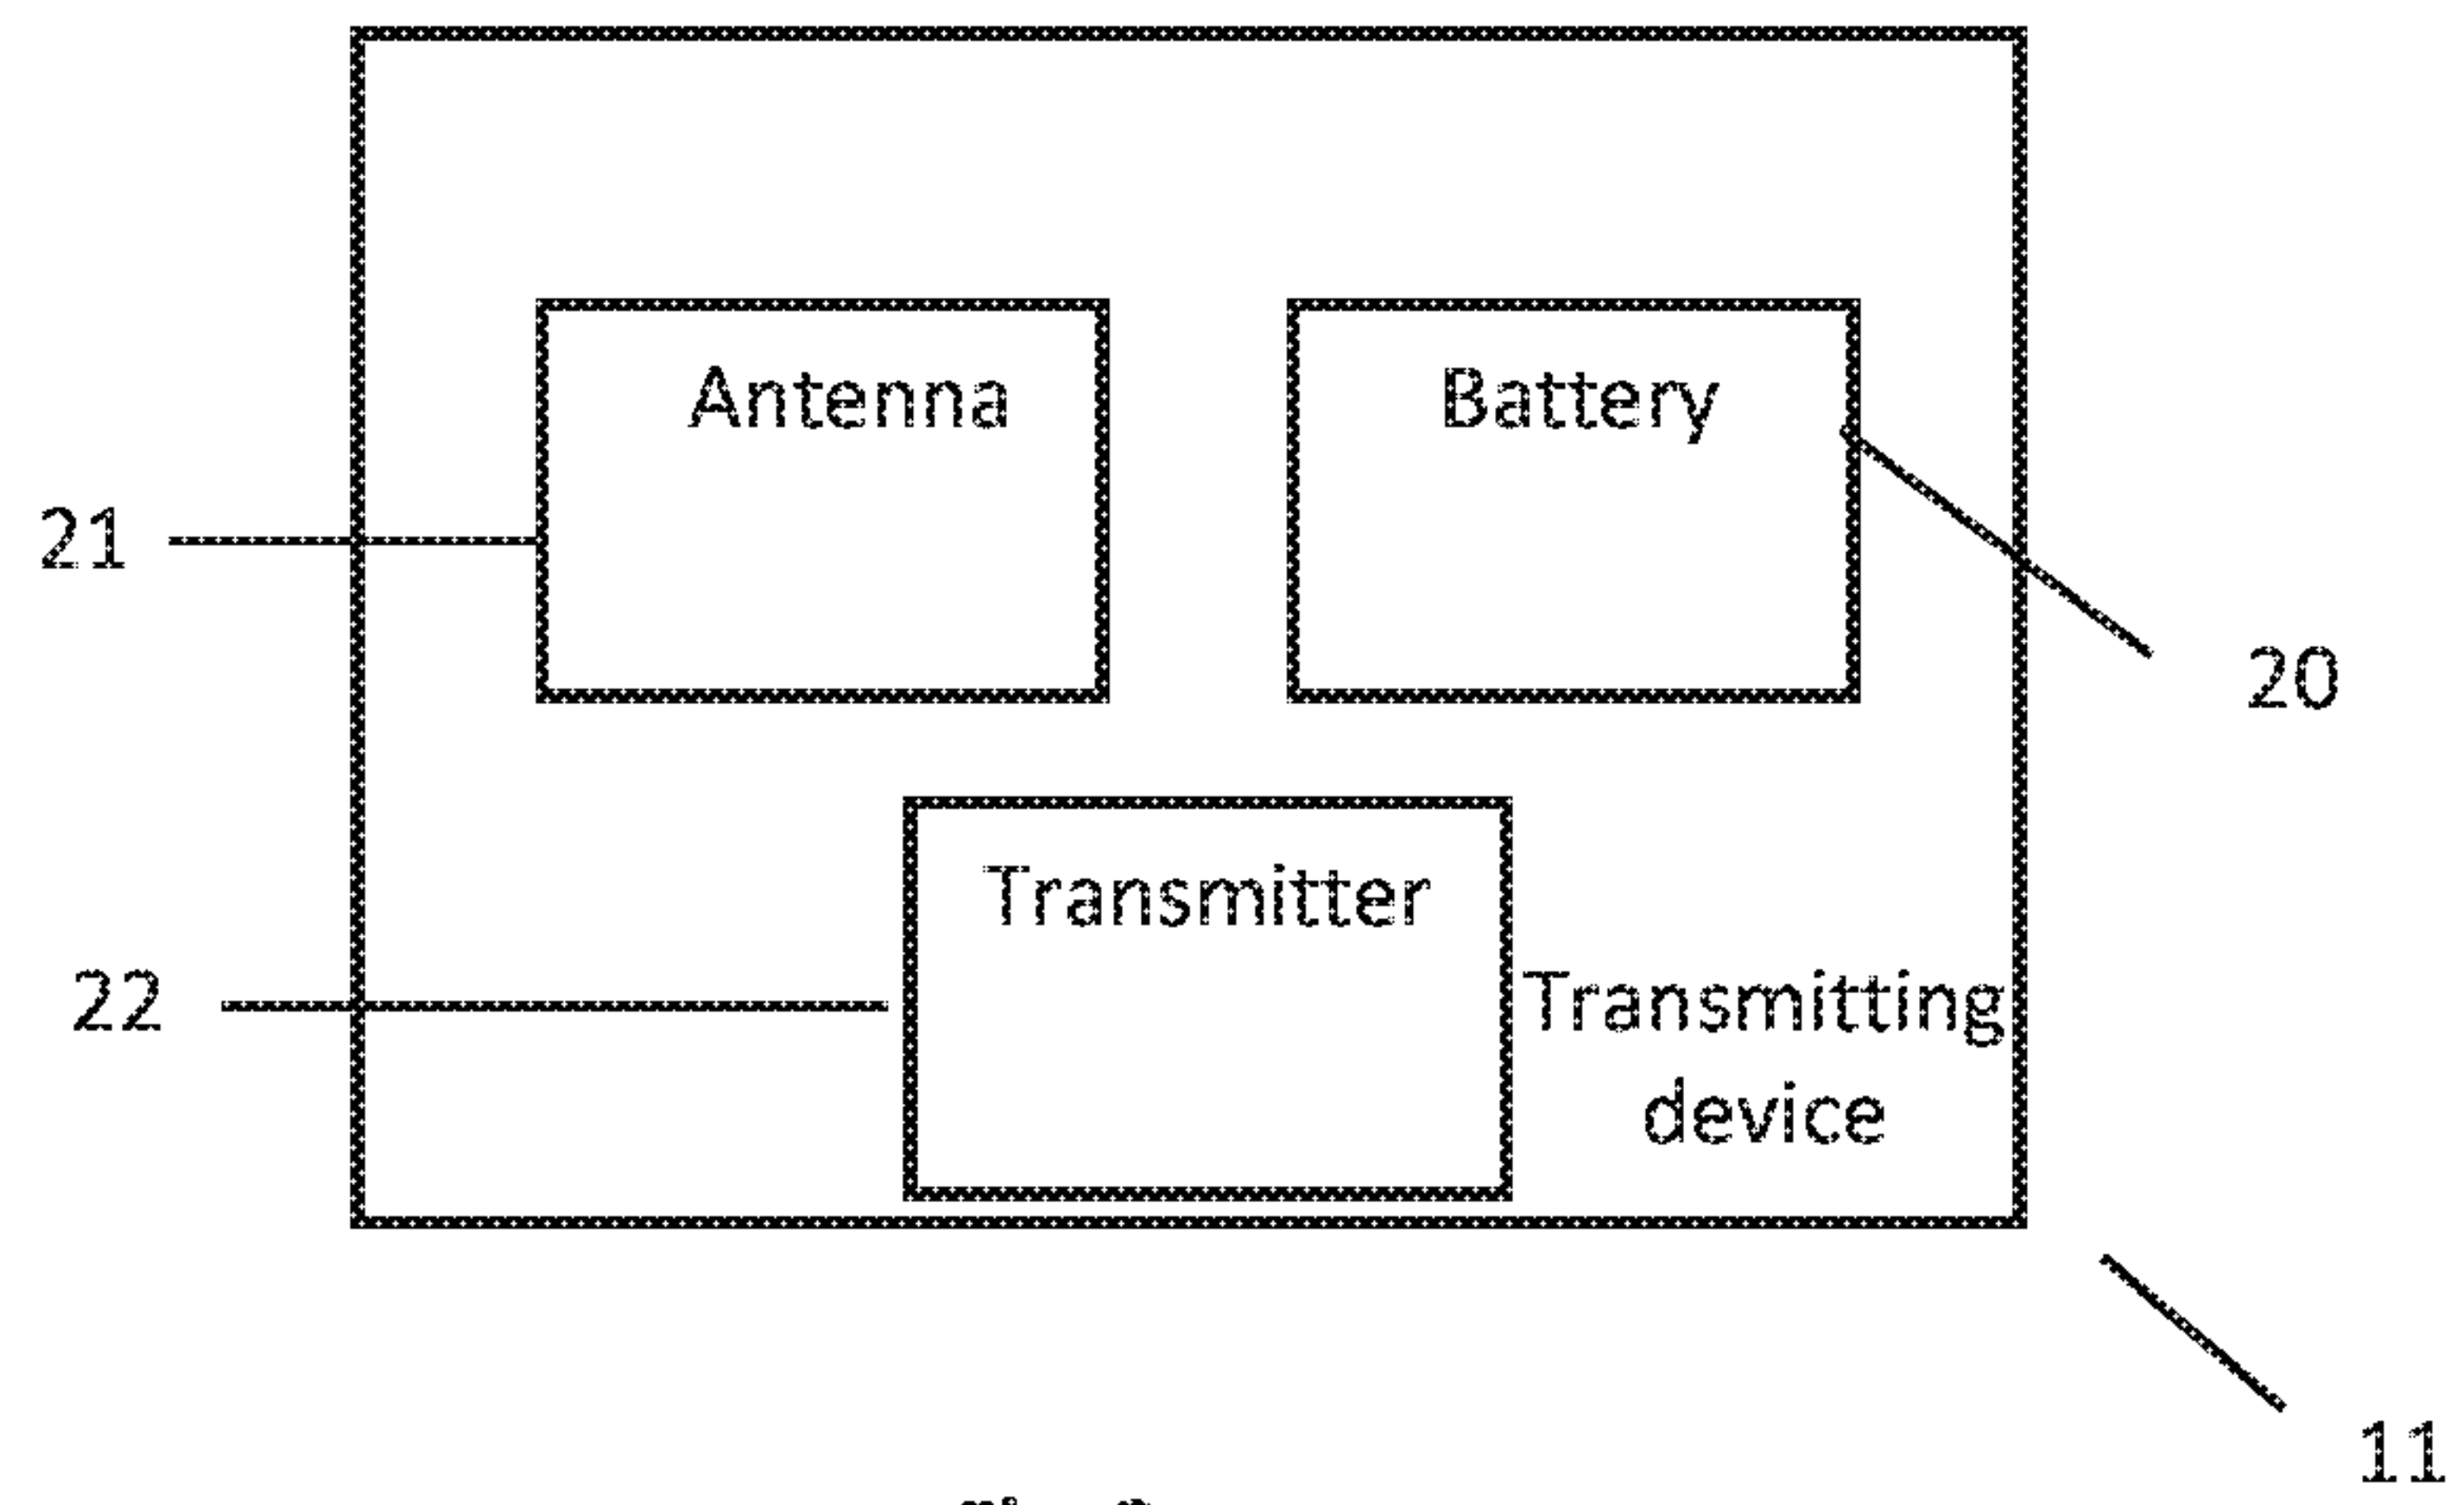 Antenna
Battery
21
20
Transmitter
22
Transmitting
device
11